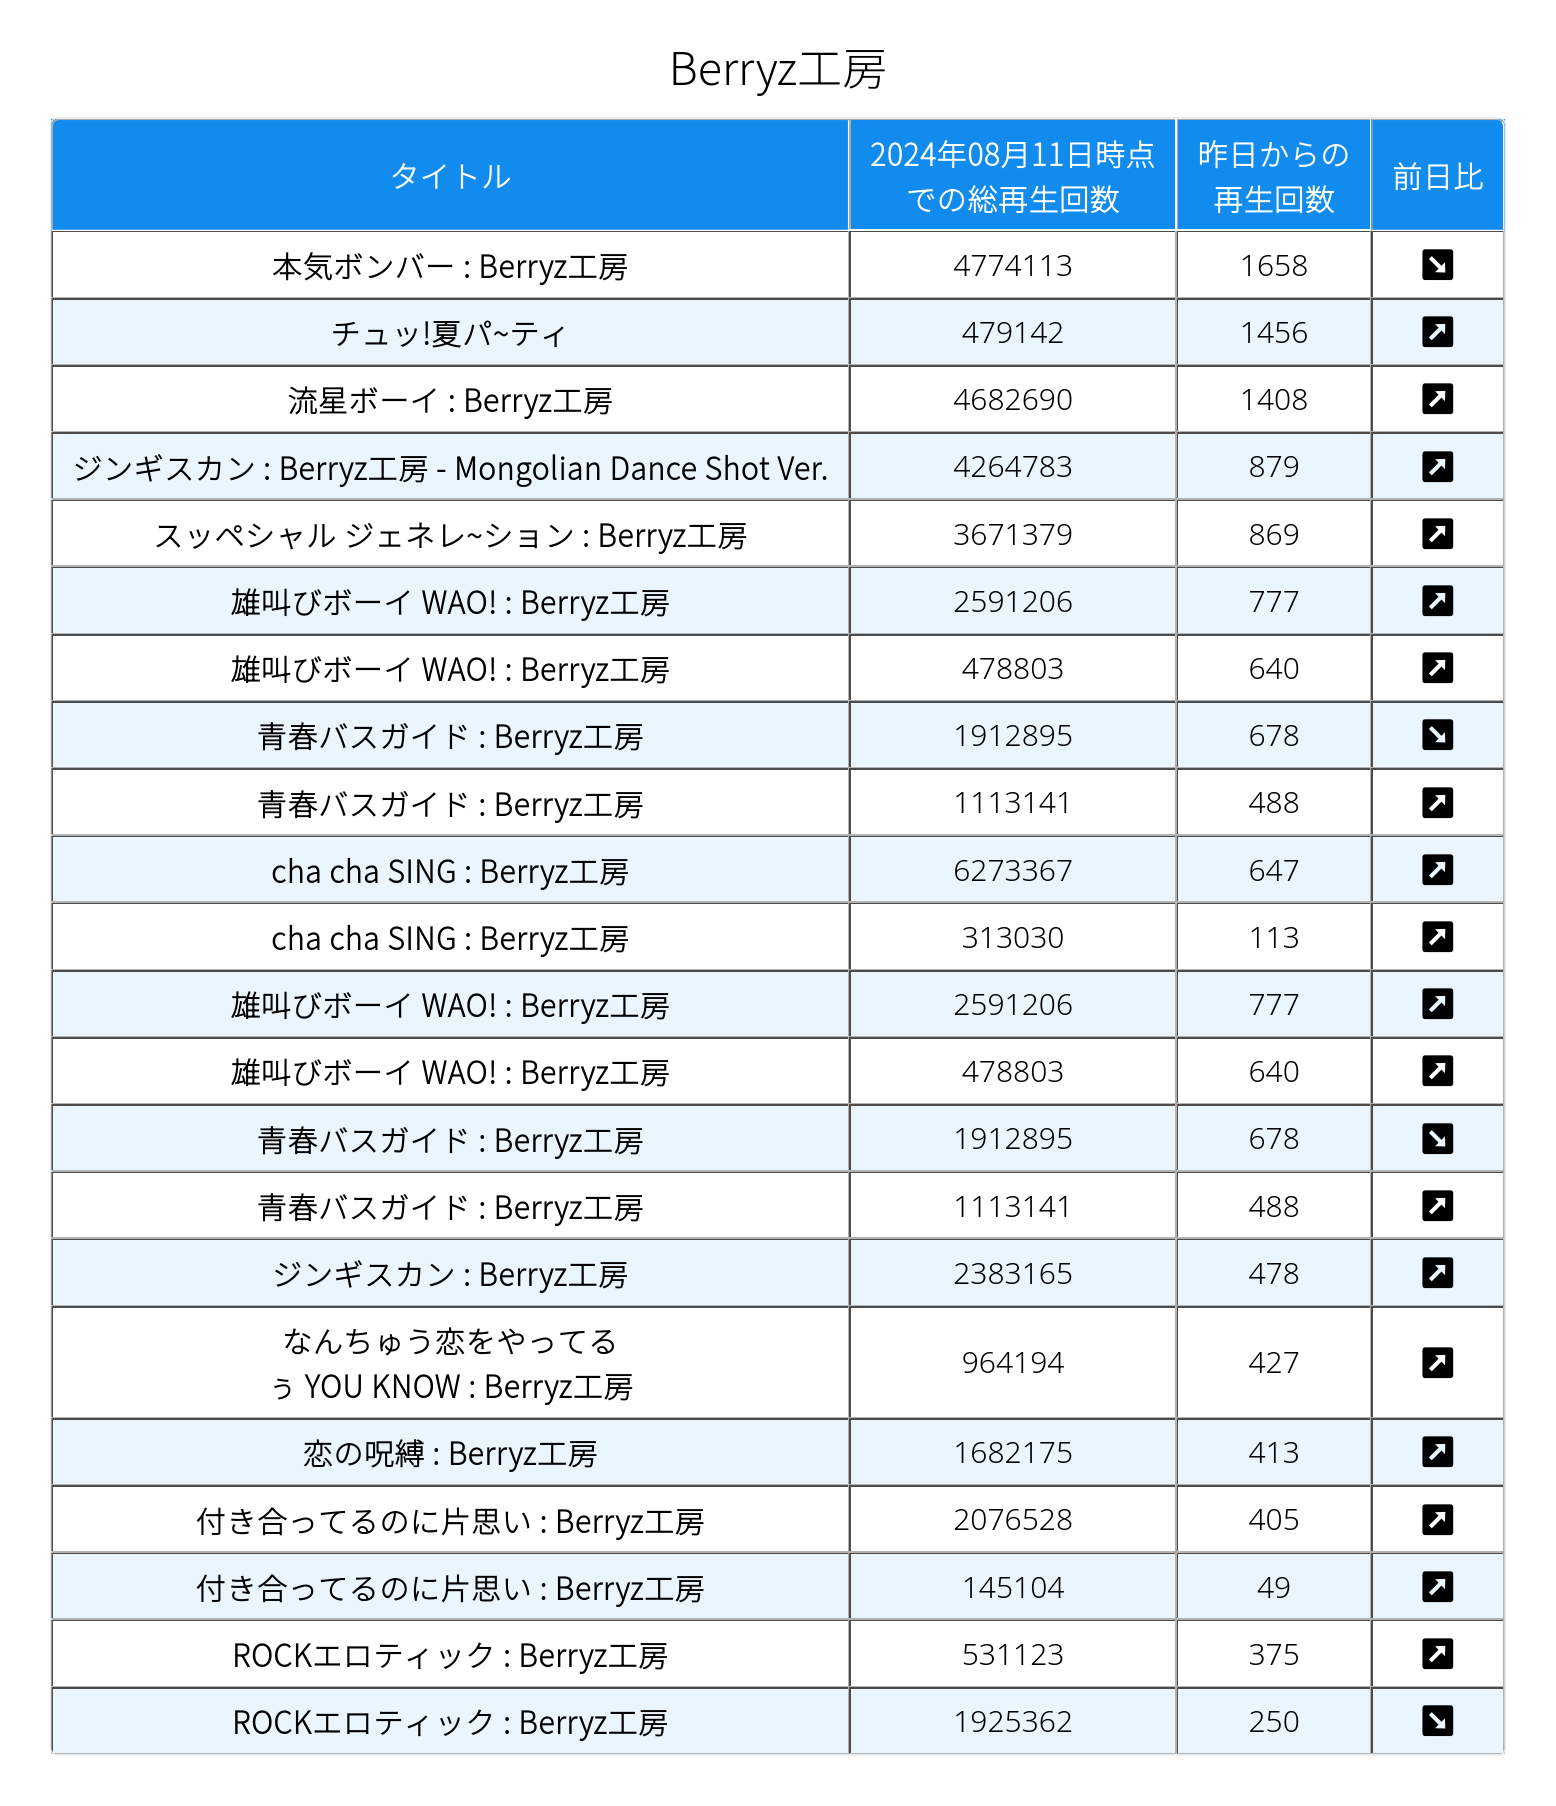 Berryz工房
タイトル
2024年08月11日時点
での総再生回数
昨日からの
再生回数
前日比
本気ボンバー : Berryz工房 4774113 1658
チュッ!夏パ~ティ 479142 1456
流星ボーイ : Berryz工房 4682690 1408
ジンギスカン : Berryz工房 - Mongolian Dance Shot Ver. 4264783 879
スッペシャル ジェネレ~ション : Berryz工房 3671379 869
雄叫びボーイ WAO! : Berryz工房 2591206 777
雄叫びボーイ WAO! : Berryz工房 478803 640
青春バスガイド : Berryz工房 1912895 678
青春バスガイド : Berryz工房 1113141 488
cha cha SING : Berryz工房 6273367 647
cha cha SING : Berryz工房 313030 113
雄叫びボーイ WAO! : Berryz工房 2591206 777
雄叫びボーイ WAO! : Berryz工房 478803 640
青春バスガイド : Berryz工房 1912895 678
青春バスガイド : Berryz工房 1113141 488
ジンギスカン : Berryz工房 2383165 478
なんちゅう恋をやってる
ぅ YOU KNOW : Berryz工房 964194 427
恋の呪縛 : Berryz工房 1682175 413
付き合ってるのに片思い : Berryz工房 2076528 405
付き合ってるのに片思い : Berryz工房 145104 49
ROCKエロティック : Berryz工房 531123 375
ROCKエロティック : Berryz工房 1925362 250